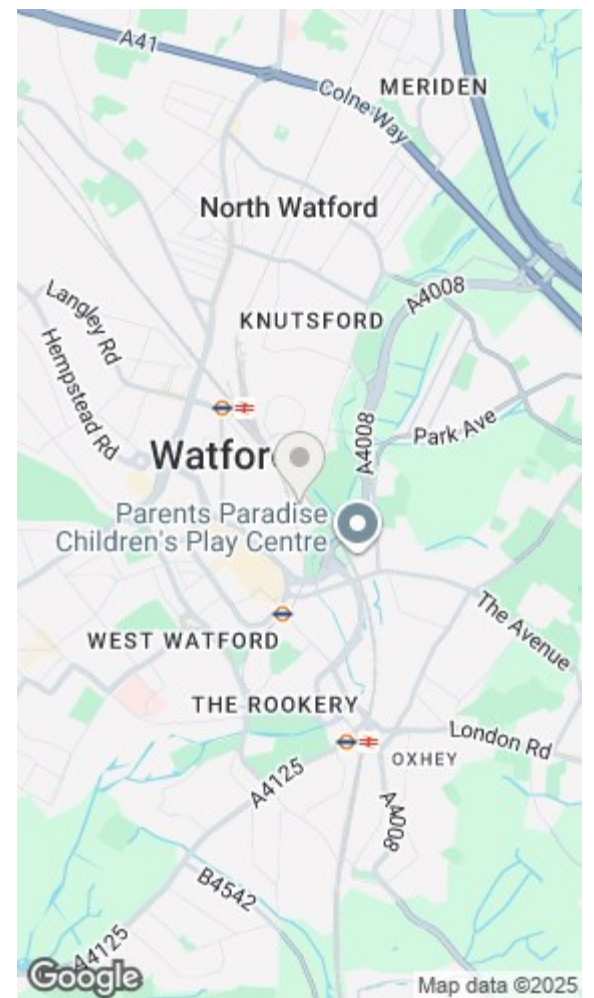 A41
MERIDEN
Colne Way
North Watford
A4008
KNUTSFORD
Langley Rd
Hempstead Rd
A4008
Park Ave
Watfor
Parents Paradise
Children's Play Centre
The Avenue
WEST WATFORD
THE ROOKERY
London Rd
OXHEY
A4125
A4008
B4542
A4125
Google
Map data ©2025